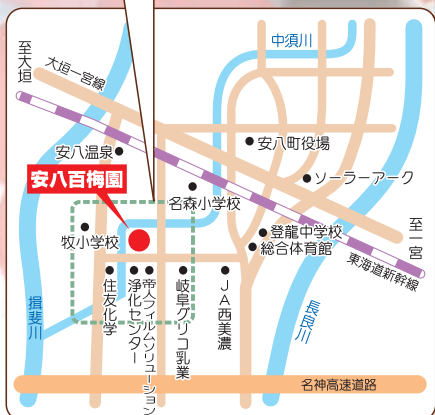 至大垣
大垣一宮線
中須川
安八温泉
安八町役場
安八百梅園
ソーラーアーク
名森小学校
至一宮
牧小学校
登龍中学校
総合体育館
東海道新幹線
揖斐川
住友化学
浄化センター
帝人フィルムソリューション
岐阜グリコ乳業
JA西美濃
長良川
名神高速道路